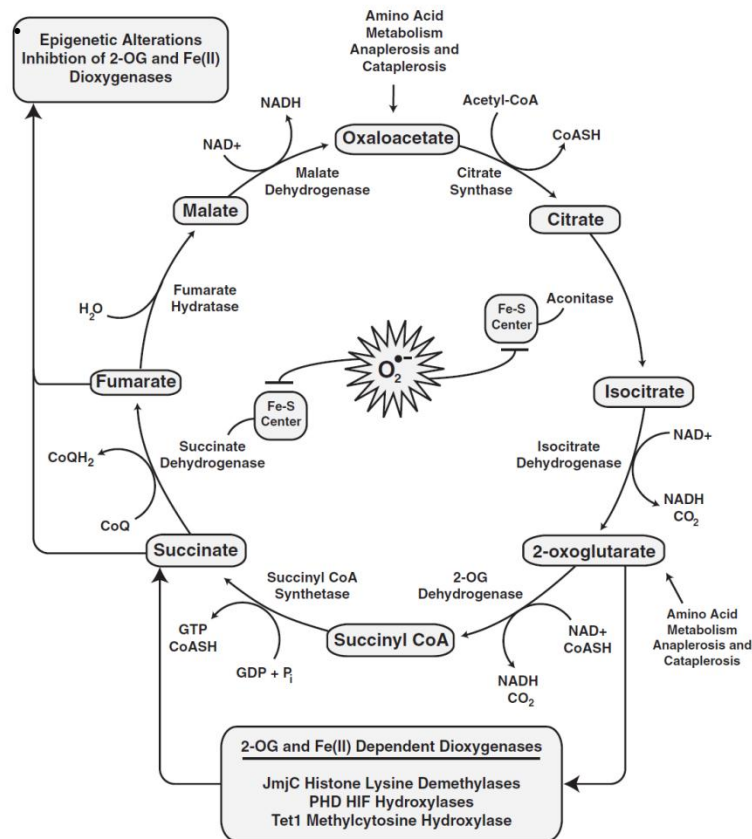 Epigenetic Alterations
Inhibtion of 2-OG and Fe(II)
Dioxygenases
Amino Acid
Metabolism
Anaplerosis and
Cataplerosis
NADH
NAD+
Malate
Dehydrogenase
Oxaloacetate
Acetyl-CoA
CoASH
Citrate
Synthase
Malate
Citrate
H2O
Fumarate
Hydratase
Fe-S
Center
Aconitase
O2•−
Fumarate
Fe-S
Center
Isocitrate
Succinate
Dehydrogenase
Isocitrate
Dehydrogenase
NAD+
NADH
CO2
CoQH2
CoQ
Succinate
2-oxoglutarate
Succinyl CoA
Synthetase
2-OG
Dehydrogenase
GTP
CoASH
GDP + Pi
Succinyl CoA
NAD+
CoASH
NADH
CO2
Amino Acid
Metabolism
Anaplerosis and
Cataplerosis
2-OG and Fe(II) Dependent Dioxygenases
JmjC Histone Lysine Demethylases
PHD HIF Hydroxylases
Tet1 Methylcytosine Hydroxylase